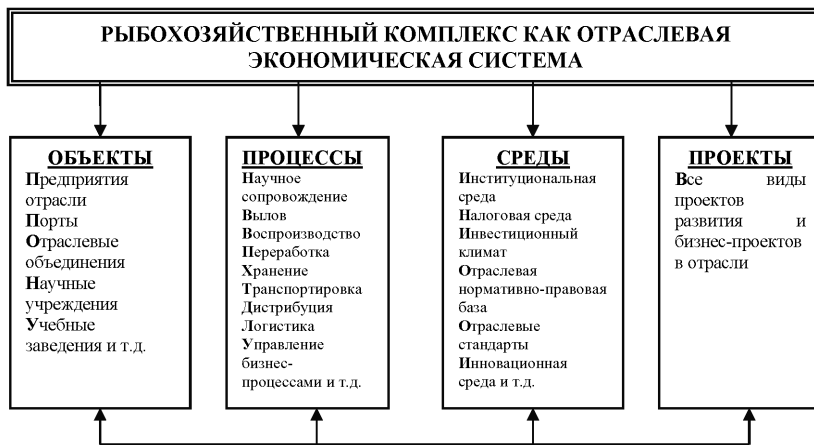 РЫБОХОЗЯЙСТВЕННЫЙ КОМПЛЕКС КАК ОТРАСЛЕВАЯ
ЭКОНОМИЧЕСКАЯ СИСТЕМА
ОБЪЕКТЫ
Предприятия
отрасли
Порты
Отраслевые
объединения
Научные
учреждения
Учебные
заведения и т.д.
ПРОЦЕССЫ
Научное
сопровождение
Вылов
Воспроизводство
Переработка
Хранение
Транспортировка
Дистрибуция
Логистика
Управление
бизнес-
процессами и т.д.
СРЕДЫ
Институциональная
среда
Налоговая среда
Инвестиционный
климат
Отраслевая
нормативно-правовая
база
Отраслевые
стандарты
Инновационная
среда и т.д.
ПРОЕКТЫ
Все виды
проектов
развития и
бизнес-проектов
в отрасли